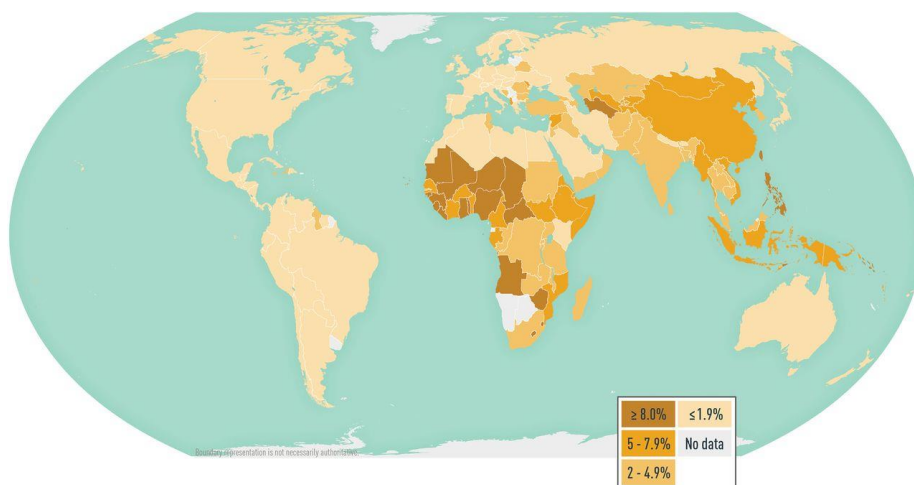 Boundary representation is not necessarily authoritative.
≥ 8.0% ≤1.9%
5 - 7.9% No data
2 - 4.9%